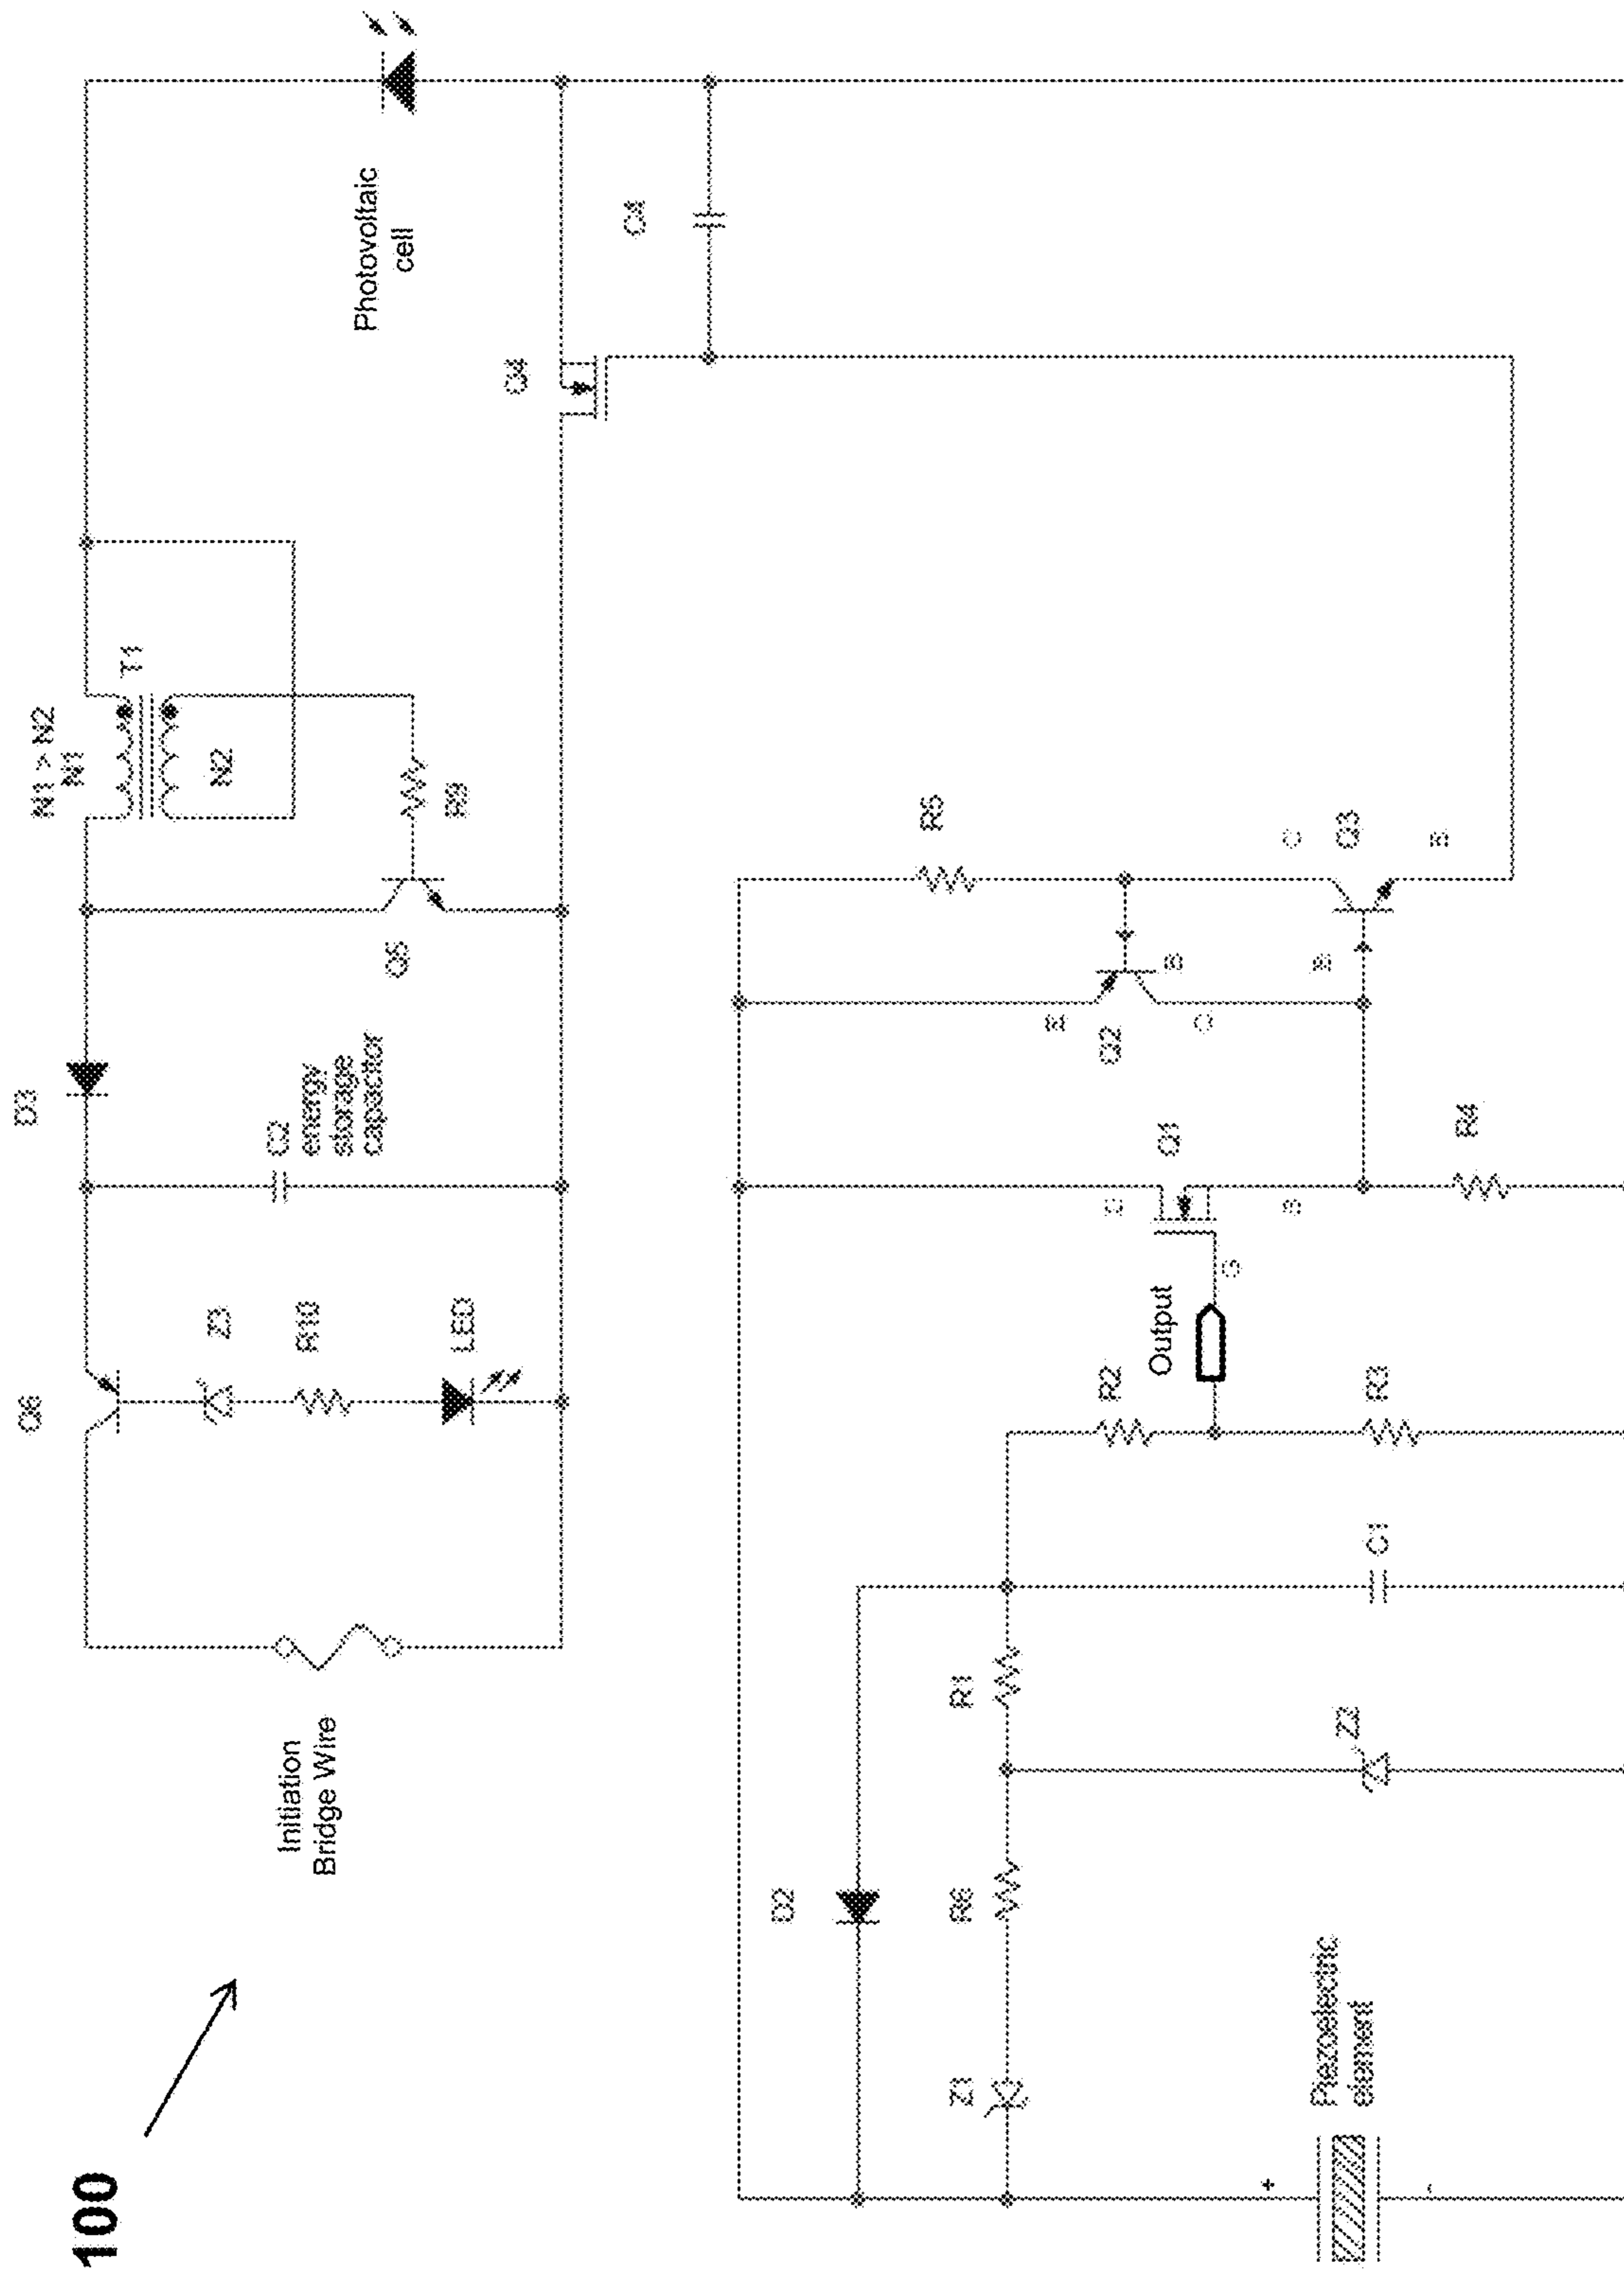 100
Initiation
Bridge Wire
Q6
Z3
R10
LED
D3
C2
energy
storage
capacitor
Q5
R9
N1 > N2
N1
N2
T1
Photovoltaic
cell
Q4
C4
D2
Z1
R6
R1
Z2
C1
R2
R3
Output
G
D
S
Q1
R4
E
Q2
C
B
B
R5
C
Q3
E
Piezoelectric
element
+
-